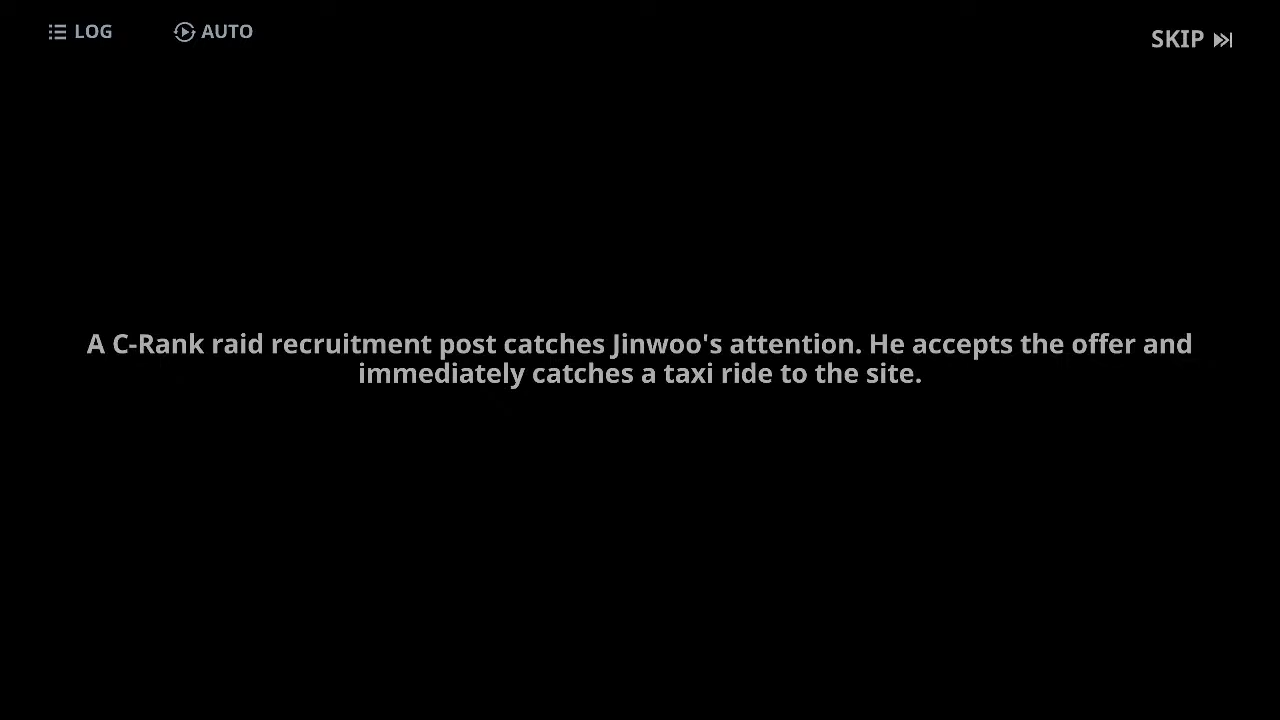 LOG
AUTO
SKIP
A C-Rank raid recruitment post catches Jinwoo's attention. He accepts the offer and
immediately catches a taxi ride to the site.